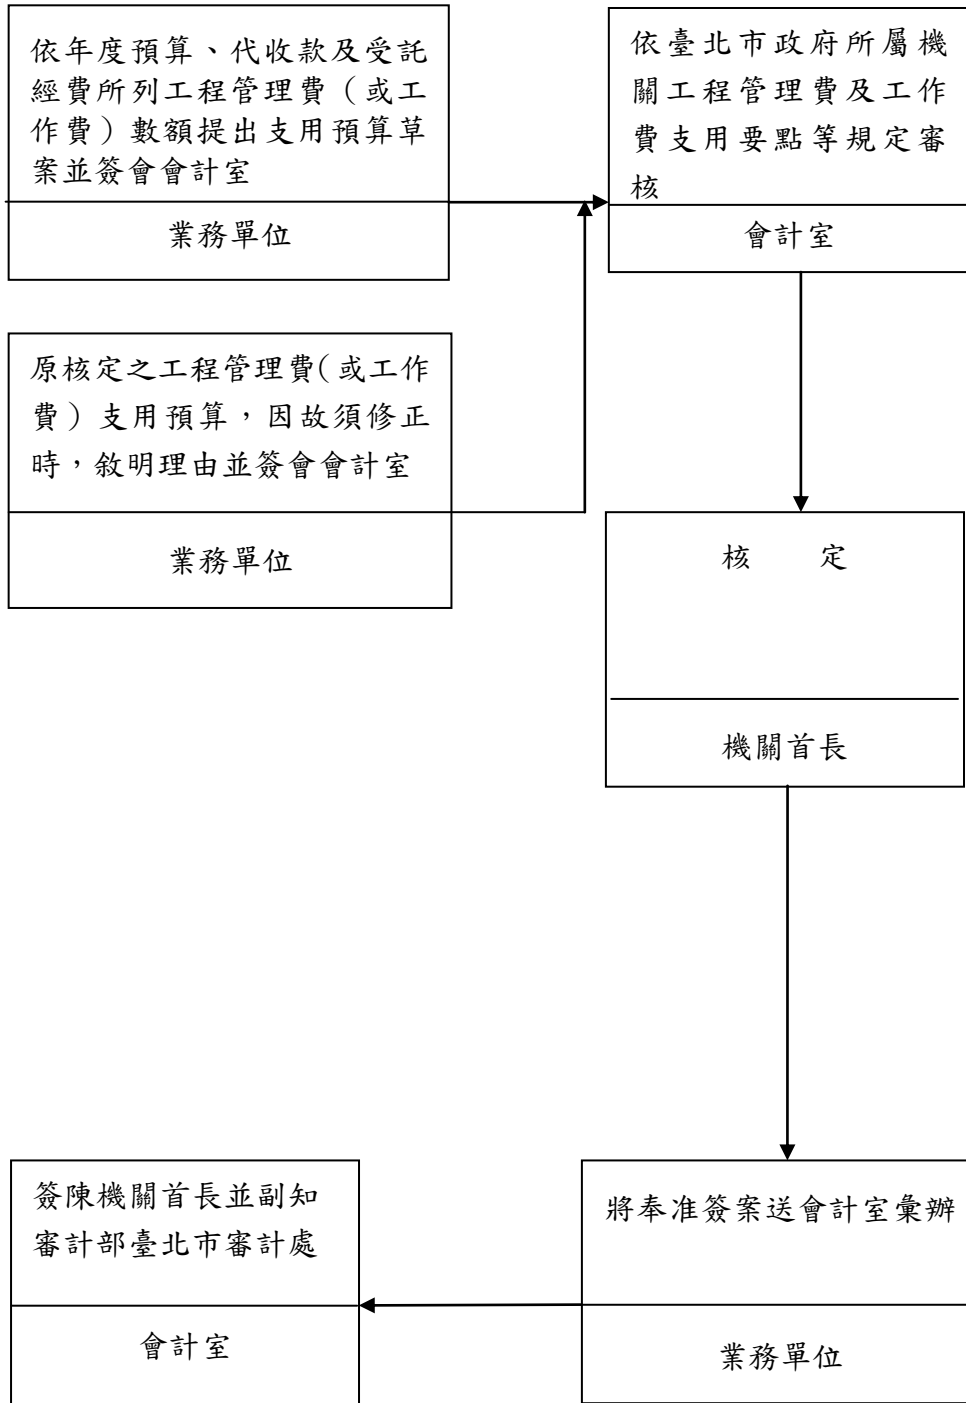 依年度預算、代收款及受託
經費所列工程管理費（或工
作費）數額提出支用預算草
案並簽會會計室
業務單位
依臺北市政府所屬機
關工程管理費及工作
費支用要點等規定審
核
會計室
原核定之工程管理費（或工作
費）支用預算，因故須修正
時，敘明理由並簽會會計室
業務單位
核　　定
機關首長
將奉准簽案送會計室彙辦
業務單位
簽陳機關首長並副知
審計部臺北市審計處
會計室